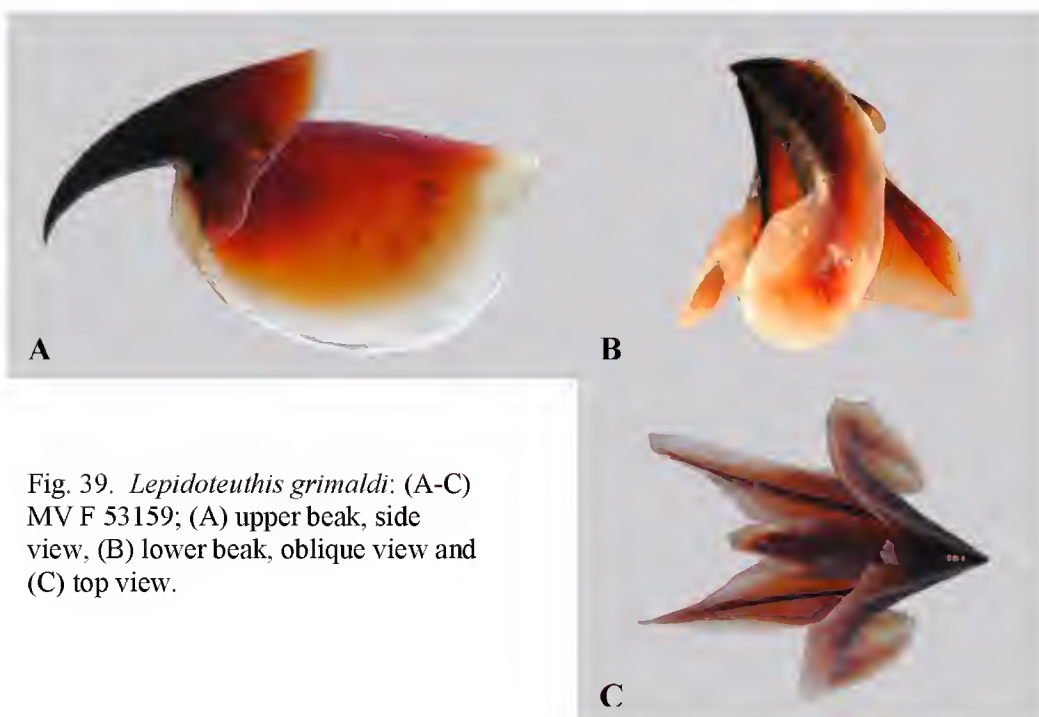 A
B
Fig. 39. Lepidoteuthis grimaldi: (A-C)
MV F 53159; (A) upper beak, side
view, (B) lower beak, oblique view and
(C) top view.
C